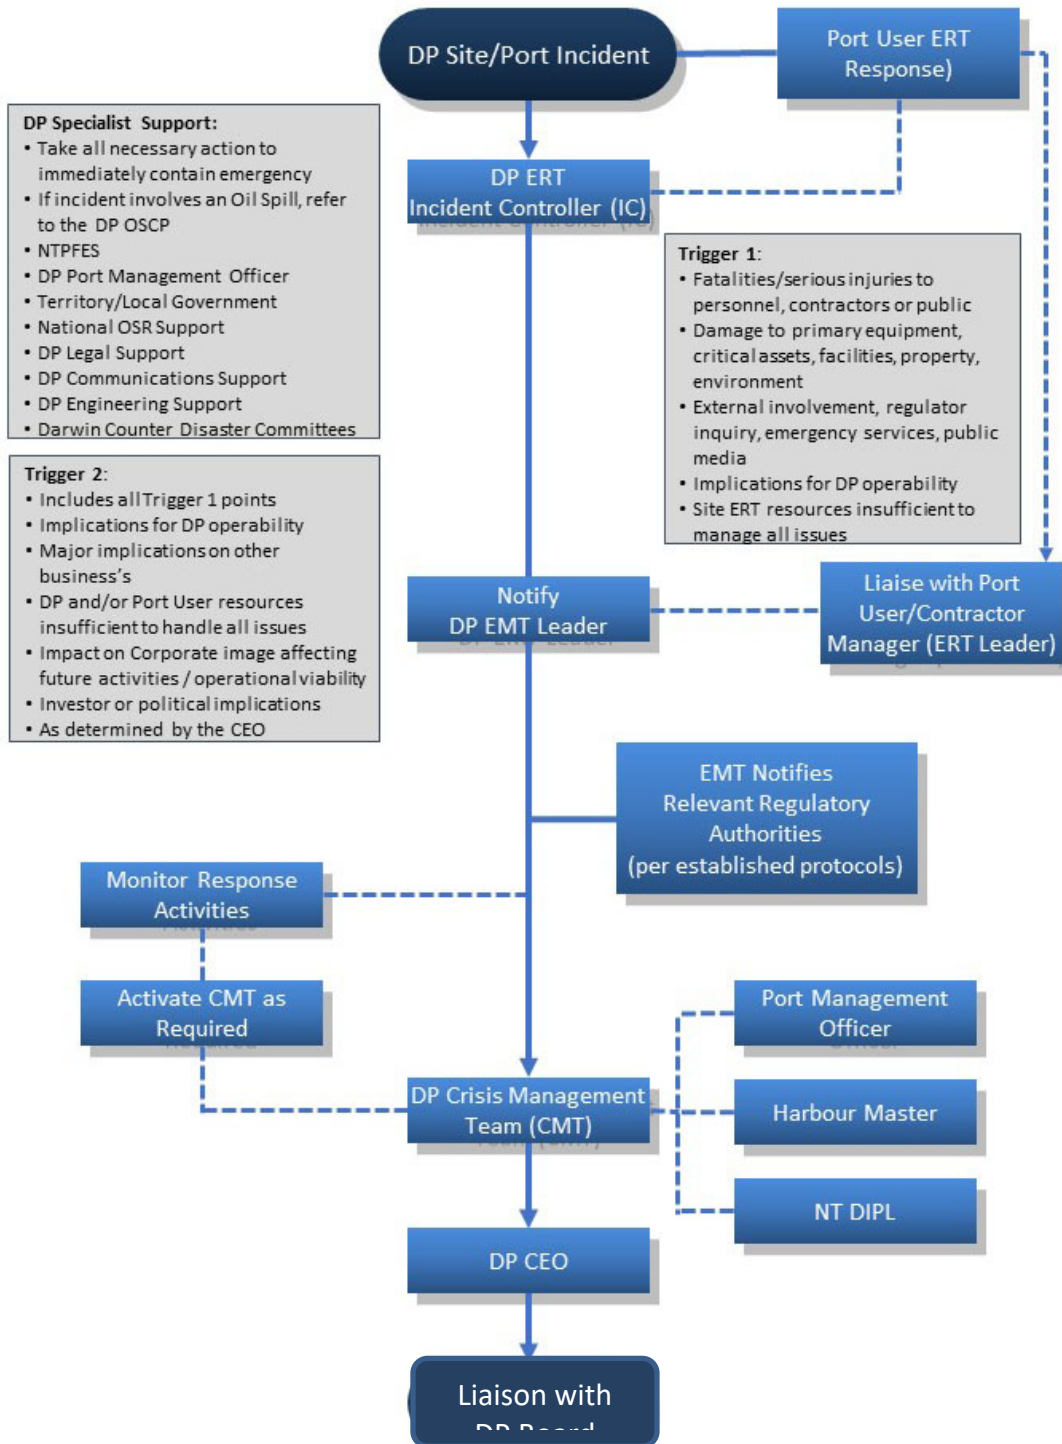 DP Site/Port Incident
Port User ERT
Response)
DP Specialist Support:
• Take all necessary action to
immediately contain emergency
• If incident involves an Oil Spill, refer
to the DP OSCP
• NTPFES
• DP Port Management Officer
• Territory/Local Government
• National OSR Support
• DP Legal Support
• DP Communications Support
• DP Engineering Support
• Darwin Counter Disaster Committees
DP ERT
Incident Controller (IC)
Trigger 1:
• Fatalities/serious injuries to
personnel, contractors or public
• Damage to primary equipment,
critical assets, facilities, property,
environment
• External involvement, regulator
inquiry, emergency services, public
media
• Implications for DP operability
• Site ERT resources insufficient to
manage all issues
Trigger 2:
• Includes all Trigger 1 points
• Implications for DP operability
• Major implications on other
business's
• DP and/or Port User resources
insufficient to handle all issues
• Impact on Corporate image affecting
future activities / operational viability
• Investor or political implications
• As determined by the CEO
Notify
DP EMT Leader
Liaise with Port
User/Contractor
Manager (ERT Leader)
EMT Notifies
Relevant Regulatory
Authorities
(per established protocols)
Monitor Response
Activities
Activate CMT as
Required
Port Management
Officer
DP Crisis Management
Team (CMT)
Harbour Master
NT DIPL
DP CEO
Liaison with
DP Board